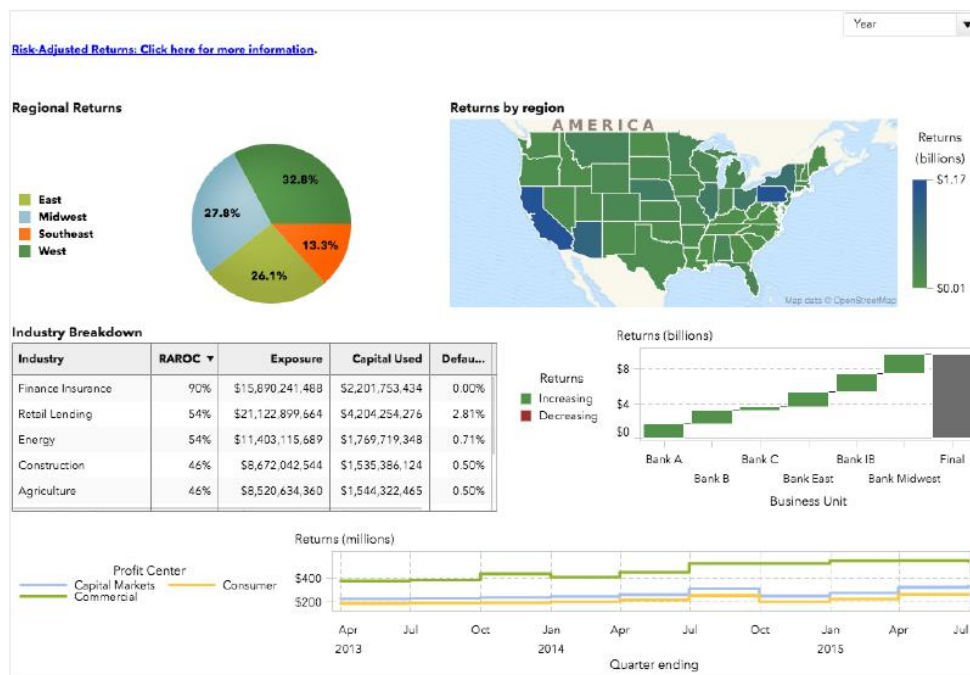 Year
Risk-Adjusted Returns: Click here for more information.
Regional Returns
East
Midwest
Southeast
West
32.8%
27.8%
13.3%
26.1%
Returns by region
AMERICA
Map data © OpenStreetMap
Returns
(billions)
$1.17
$0.01
Industry Breakdown
Industry RAROC ▼ Exposure Capital Used Defau...
Finance Insurance 90% $15,890,241,488 $2,201,753,434 0.00%
Retail Lending 54% $21,122,899,664 $4,204,254,276 2.81%
Energy 54% $11,403,115,689 $1,769,719,348 0.71%
Construction 46% $8,672,042,544 $1,535,386,124 0.50%
Agriculture 46% $8,520,634,360 $1,544,322,465 0.50%
Returns (billions)
Returns
Increasing
Decreasing
$8
$4
$0
Bank A Bank C Bank IB Final
Bank B Bank East Bank Midwest
Business Unit
Returns (millions)
Profit Center
Capital Markets Consumer
Commercial
$400
$200
Apr Jul Oct Jan Apr Jul Oct Jan Apr Jul
2013 2014 2015
Quarter ending